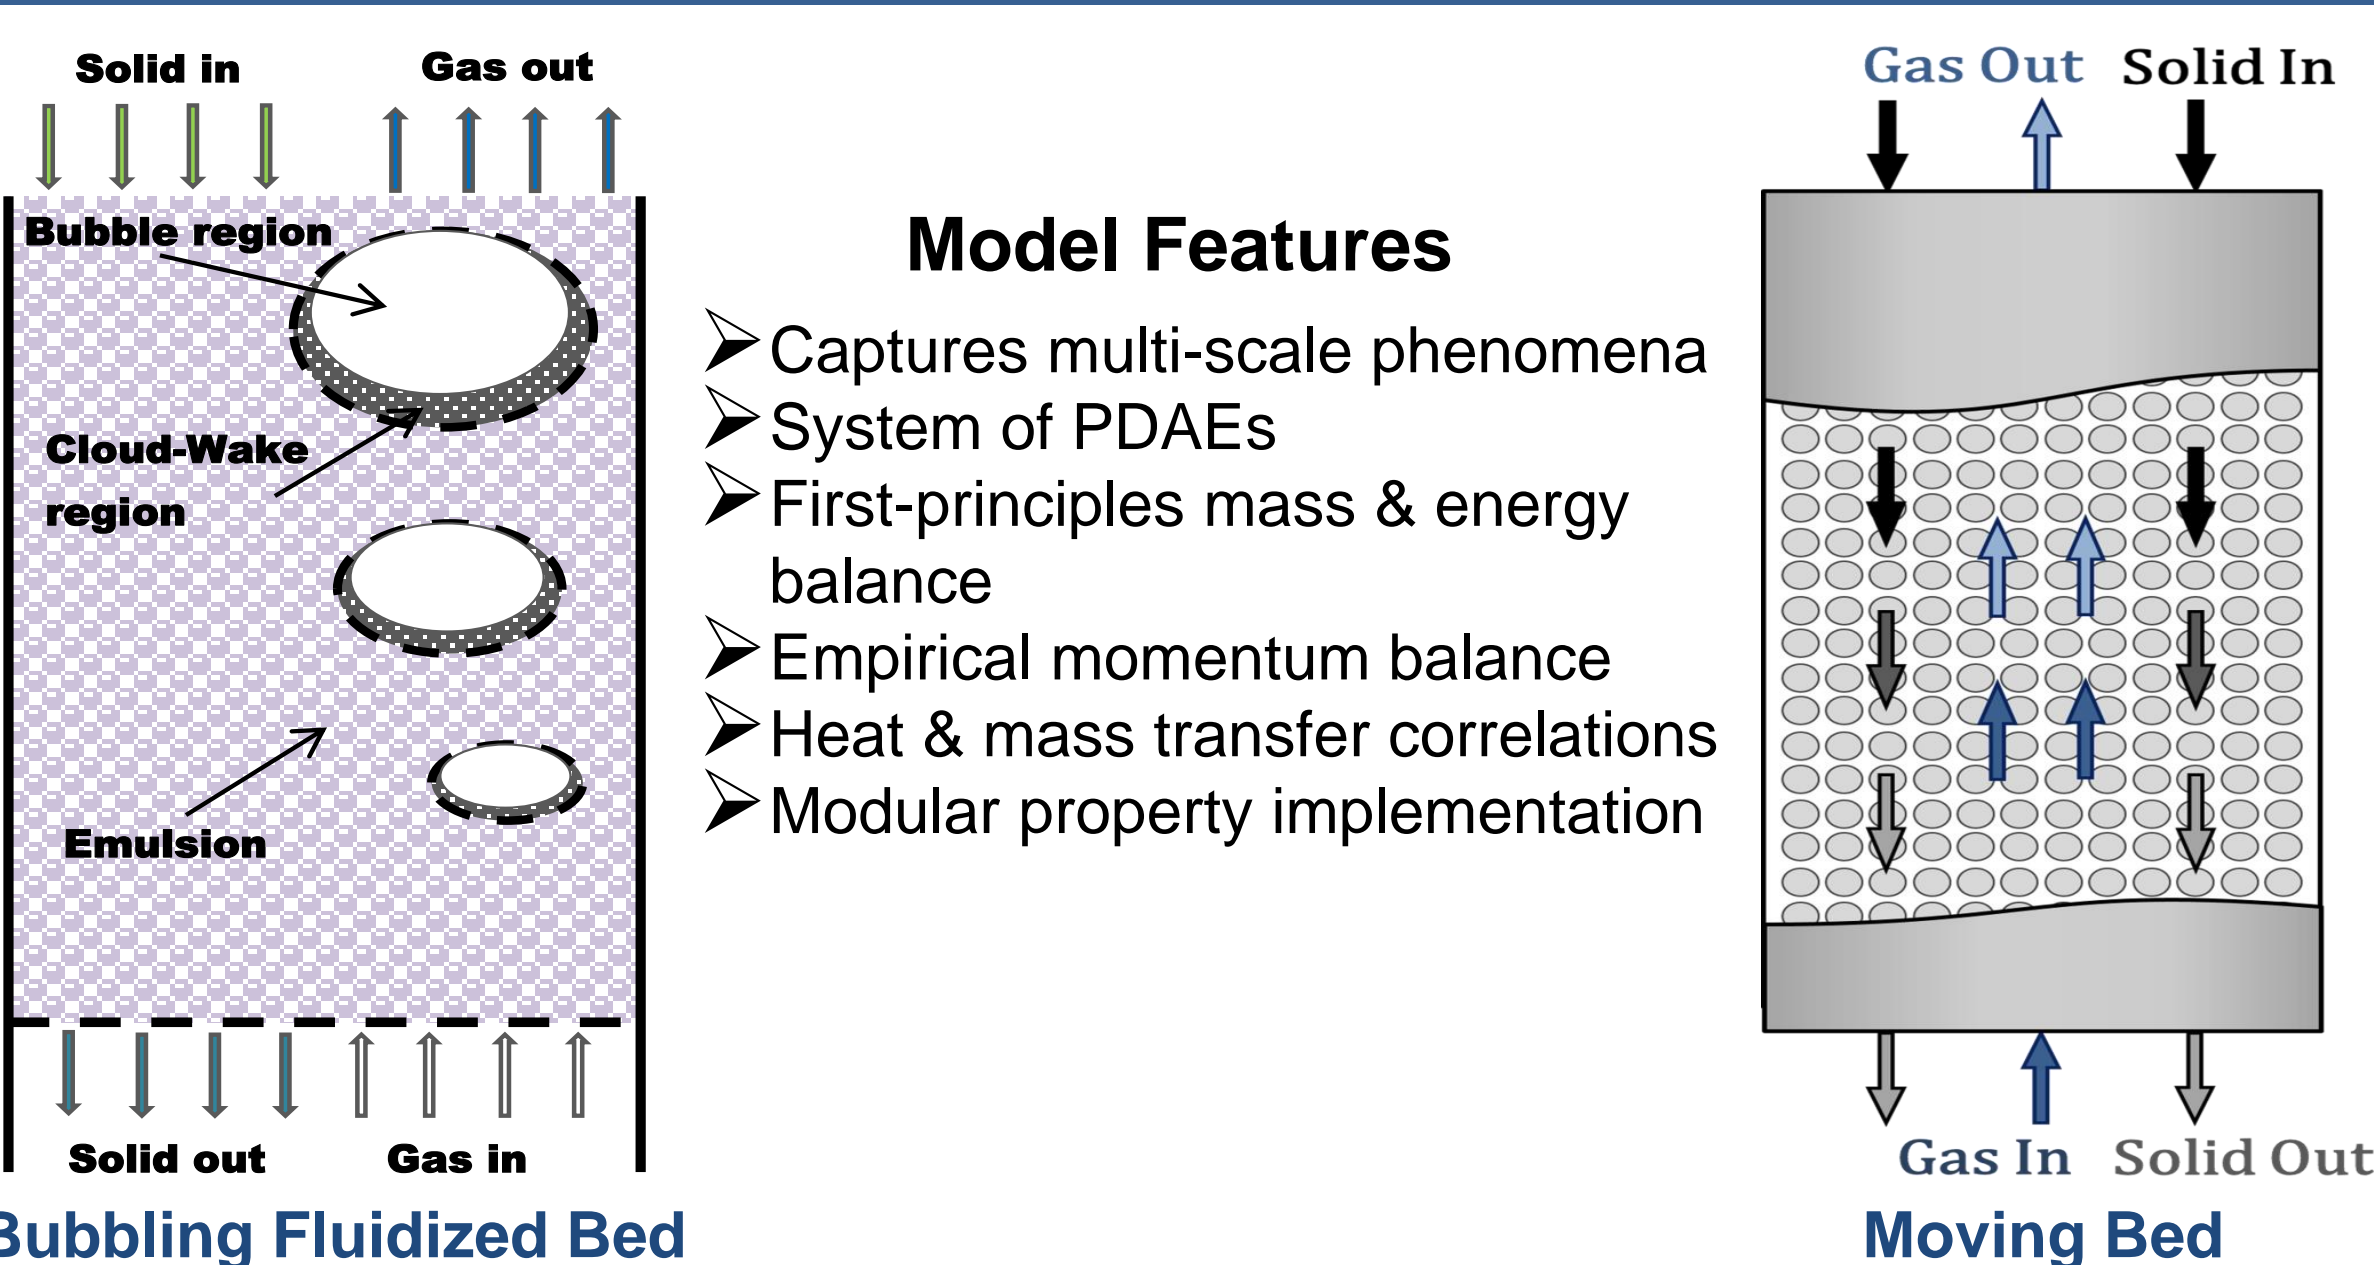 Solid in
Gas out
Bubble region
Cloud-Wake
region
Emulsion
Solid out
Gas in
Bubbling Fluidized Bed
Model Features
Captures multi-scale phenomena
System of PDAEs
First-principles mass & energy
balance
Empirical momentum balance
Heat & mass transfer correlations
Modular property implementation
Gas Out
Solid In
Gas In
Solid Out
Moving Bed